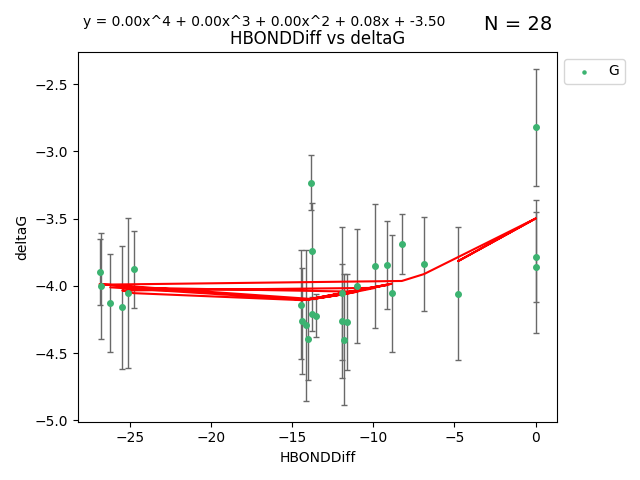 y = 0.00x^4 + 0.00x^3 + 0.00x^2 + 0.08x + -3.50
N = 28
HBONDDiff vs deltaG
G
−2.5
−3.0
−3.5
−4.0
−4.5
−5.0
deltaG
−25
−20
−15
−10
−5
0
HBONDDiff